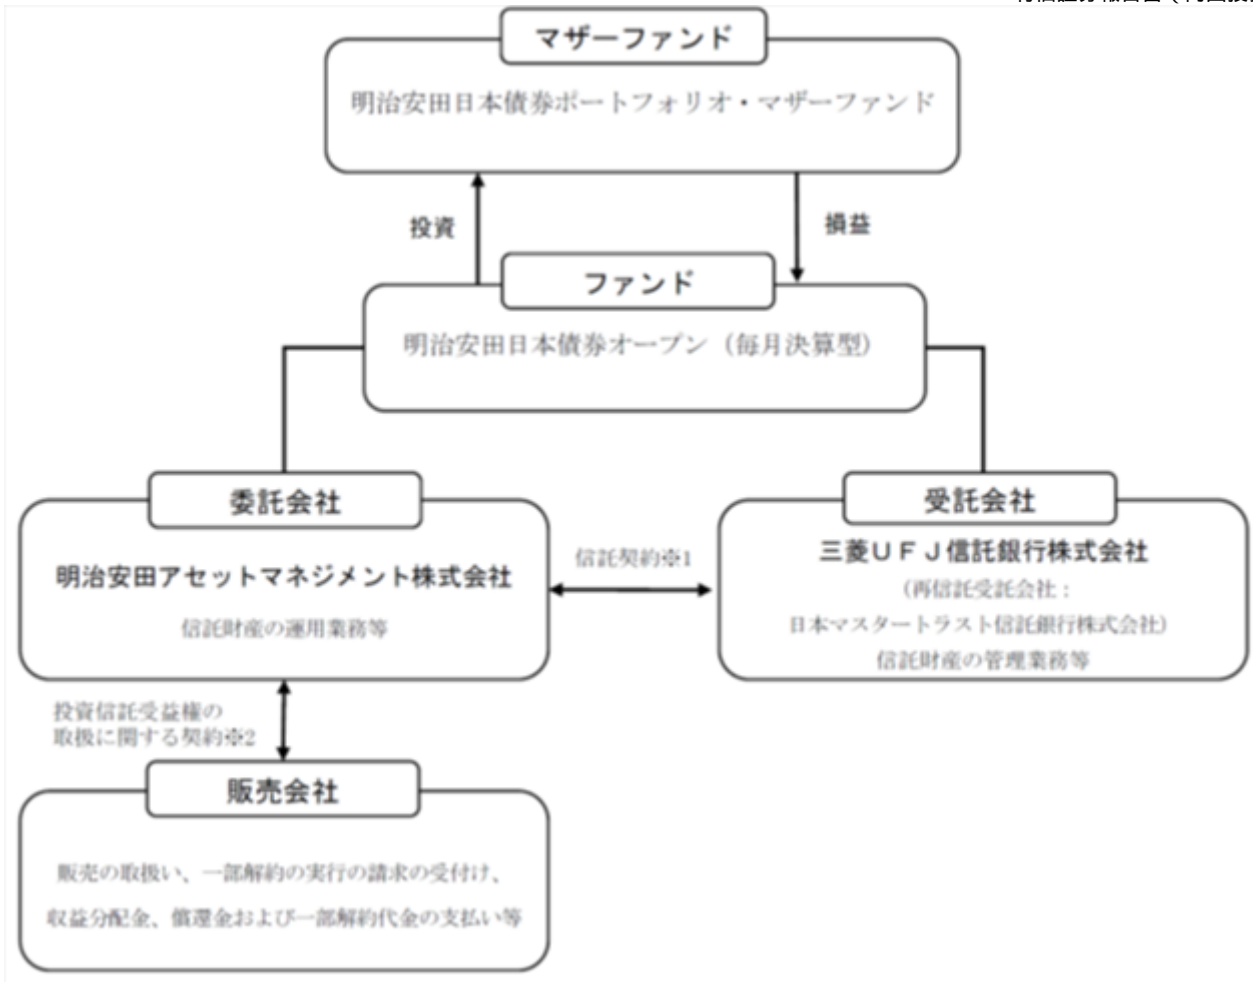 マザーファンド
明治安田日本債券ポートフォリオ・マザーファンド
投資
損益
ファンド
明治安田日本債券オープン（毎月決算型）
委託会社
明治安田アセットマネジメント株式会社
信託財産の運用業務等
信託契約※1
受託会社
三菱ＵＦＪ信託銀行株式会社
（再信託受託会社：
日本マスタートラスト信託銀行株式会社）
信託財産の管理業務等
投資信託受益権の
取扱に関する契約※2
販売会社
販売の取扱い、一部解約の実行の請求の受付け、
収益分配金、償還金および一部解約代金の支払い等